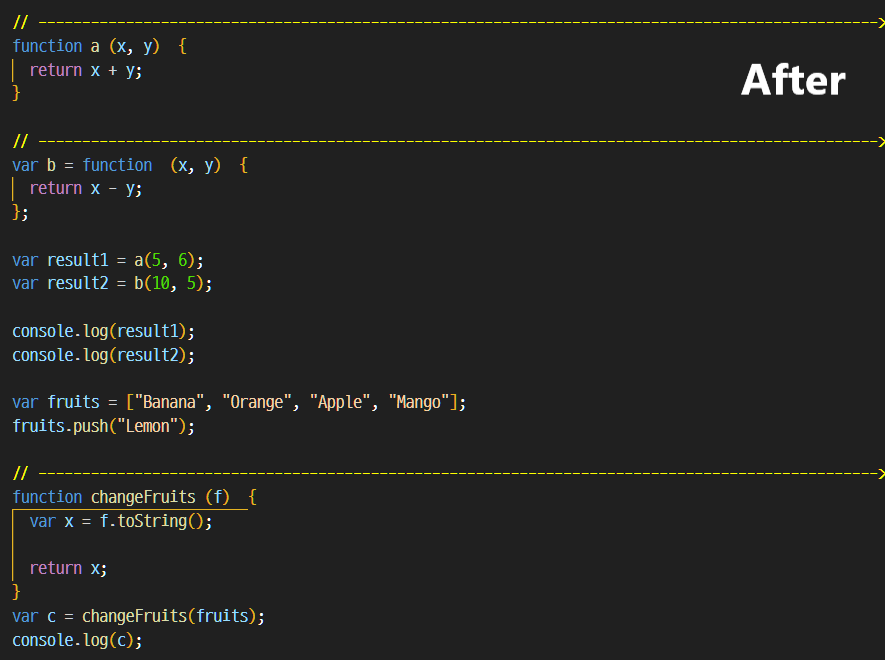 // ------------------------------------------------------------------------------------------------>
function a (x, y)  {
  return x + y;
After
}
// ------------------------------------------------------------------------------------------------>
var b = function  (x, y)  {
  return x - y;
};
var result1 = a(5, 6);
var result2 = b(10, 5);
console.log(result1);
console.log(result2);
var fruits = ["Banana", "Orange", "Apple", "Mango"];
fruits.push("Lemon");
// ------------------------------------------------------------------------------------------------>
function changeFruits (f)  {
  var x = f.toString();
  return x;
}
var c = changeFruits(fruits);
console.log(c);